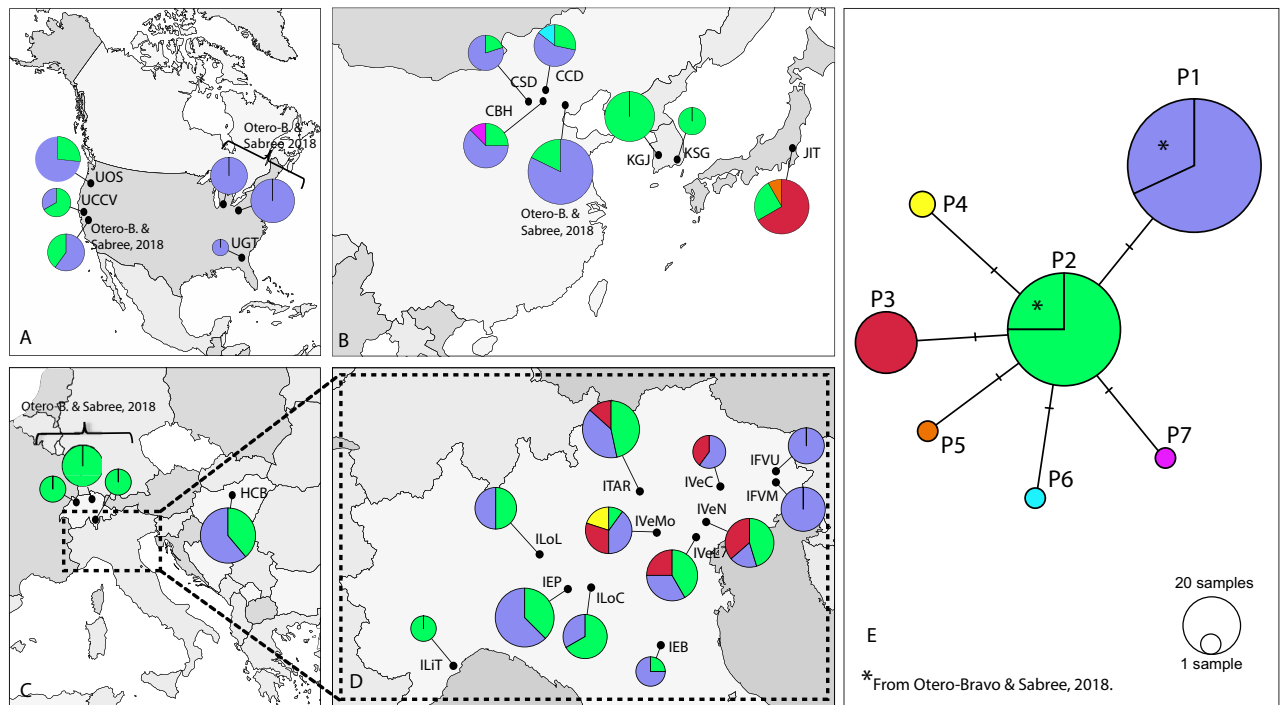 Otero-B. &
Sabree 2018
UOS
UCCV
Otero-B. &
Sabree, 2018
UGT
A
CSD
CCD
CBH
KGJ
KSG
JIT
Otero-B. &
Sabree, 2018
B
Otero-B. & Sabree, 2018
HCB
C
ITAR
IVeC
IFVU
IFVM
IVeN
IVeMo
ILoL
IEP
ILoC
IEB
ILiT
D
P1
P4
P2
P3
P5
P6
P7
20 samples
1 sample
E
*From Otero-Bravo & Sabree, 2018.